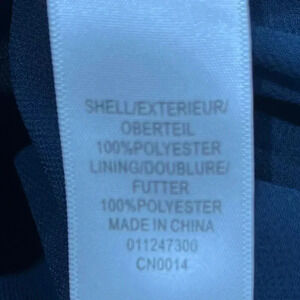 SHELL/EXTERIEUR/
OBERTEIL
100%POLYESTER
LINING/DOUBLURE/
FUTTER
100%POLYESTER
MADE IN CHINA
011247300
CN0014